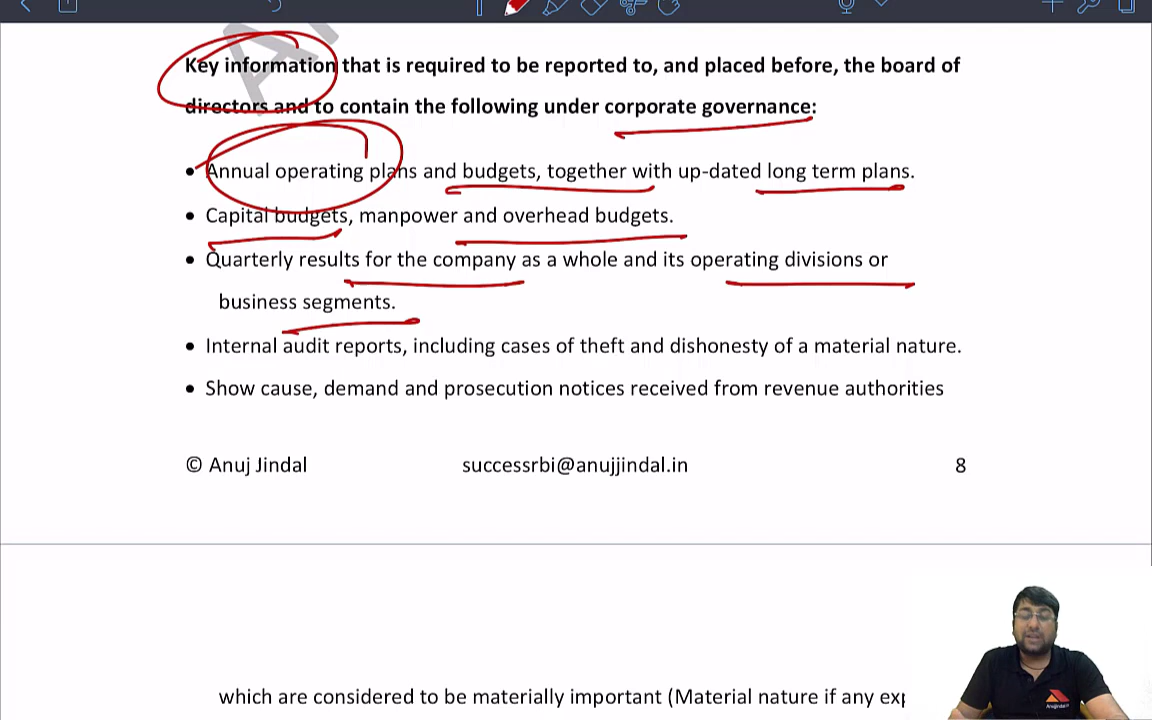 Key information that is required to be reported to, and placed before, the board of
directors and to contain the following under corporate governance:
• Annual operating plans and budgets, together with up-dated long term plans.
• Capital budgets, manpower and overhead budgets.
• Quarterly results for the company as a whole and its operating divisions or
business segments.
• Internal audit reports, including cases of theft and dishonesty of a material nature.
• Show cause, demand and prosecution notices received from revenue authorities
© Anuj Jindal successrbi@anujjindal.in 8
which are considered to be materially important (Material nature if any